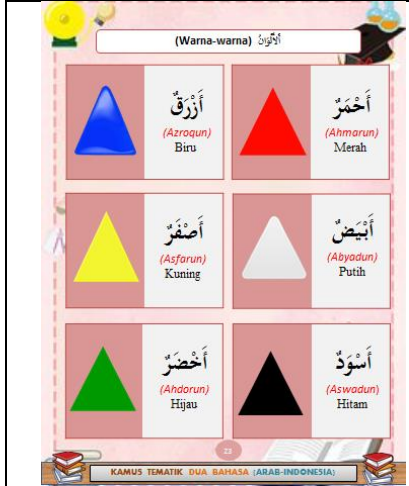 (Warna-warna) اَلْأَلْوَانُ
أَحْمَرُ
(Ahmarun)
Merah
أَزْرَقٌ
(Azroqun)
Biru
أَبْيَضٌ
(Abyadun)
Putih
أَصْفَرُ
(Asfarun)
Kuning
أَسْوَدٌ
(Aswadun)
Hitam
أَخْضَرُ
(Ahdorun)
Hijau
23
KAMUS TEMATIK DUA BAHASA (ARAB-INDONESIA)